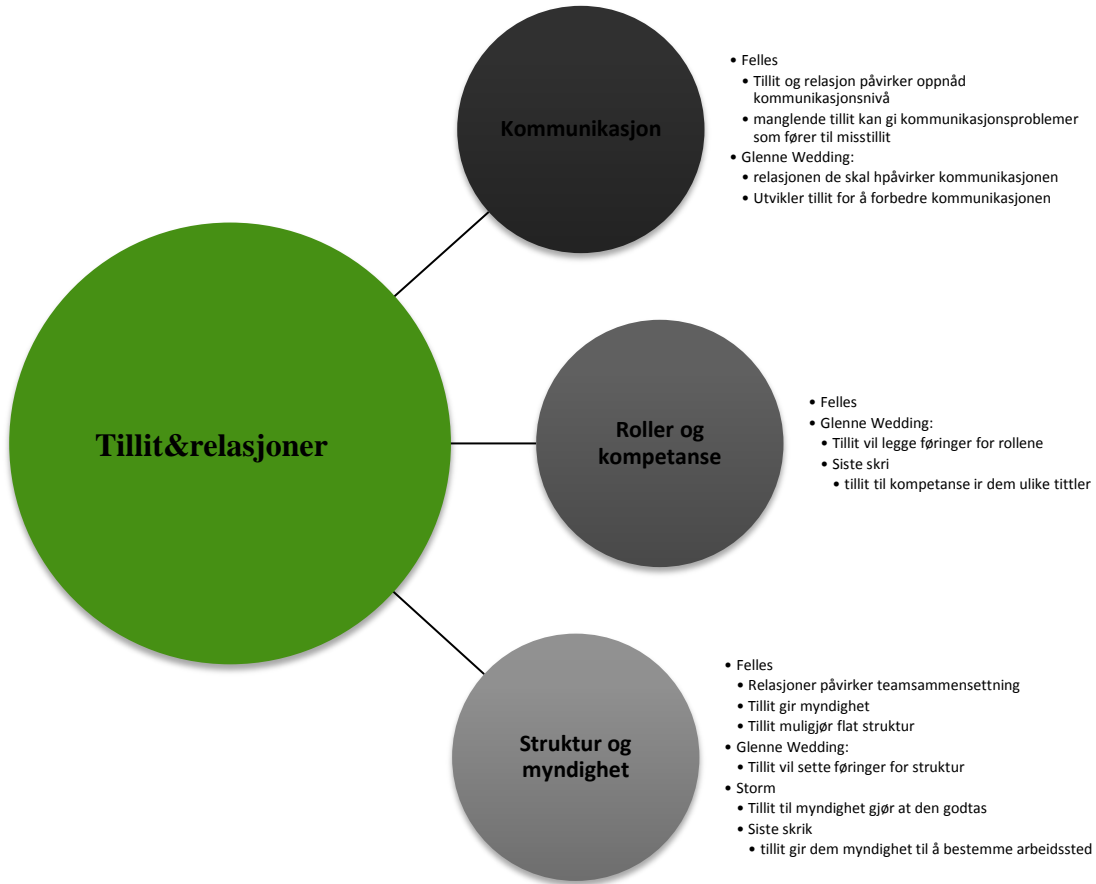 Kommunikasjon
• Felles
• Tillit og relasjon påvirker oppnåd
kommunikasjonsnivå
• manglende tillit kan gi kommunikasjonsproblemer
som fører til misstillit
• Glenne Wedding:
• relasjonen de skal hpåvirker kommunikasjonen
• Utvikler tillit for å forbedre kommunikasjonen
Tillit&relasjoner
Roller og
kompetanse
• Felles
• Glenne Wedding:
• Tillit vil legge føringer for rollene
• Siste skri
• tillit til kompetanse ir dem ulike tittler
Struktur og
myndighet
• Felles
• Relasjoner påvirker teamsammensettning
• Tillit gir myndighet
• Tillit muligjør flat struktur
• Glenne Wedding:
• Tillit vil sette føringer for struktur
• Storm
• Tillit til myndighet gjør at den godtas
• Siste skrik
• tillit gir dem myndighet til å bestemme arbeidssted